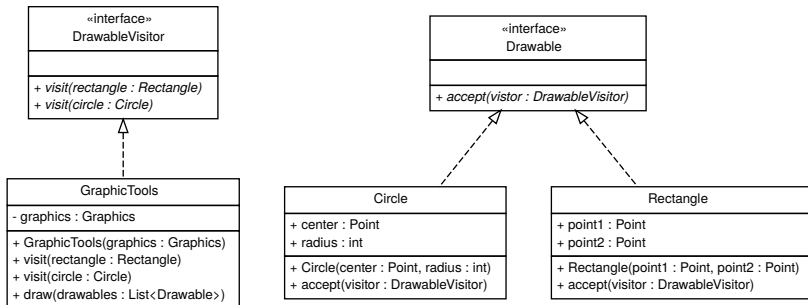 «interface»
DrawableVisitor
+ visit(rectangle : Rectangle)
+ visit(circle : Circle)
GraphicTools
- graphics : Graphics
+ GraphicTools(graphics : Graphics)
+ visit(rectangle : Rectangle)
+ visit(circle : Circle)
+ draw(drawables : List<Drawable>)
«interface»
Drawable
+ accept(vistor : DrawableVisitor)
Circle
+ center : Point
+ radius : int
+ Circle(center : Point, radius : int)
+ accept(visitor : DrawableVisitor)
Rectangle
+ point1 : Point
+ point2 : Point
+ Rectangle(point1 : Point, point2 : Point)
+ accept(visitor : DrawableVisitor)